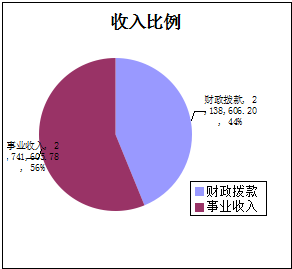 收入比例
财政拨款, 2
,138,606.20
, 44%
事业收入, 2
,741,603.78
, 56%
财政拨款
事业收入